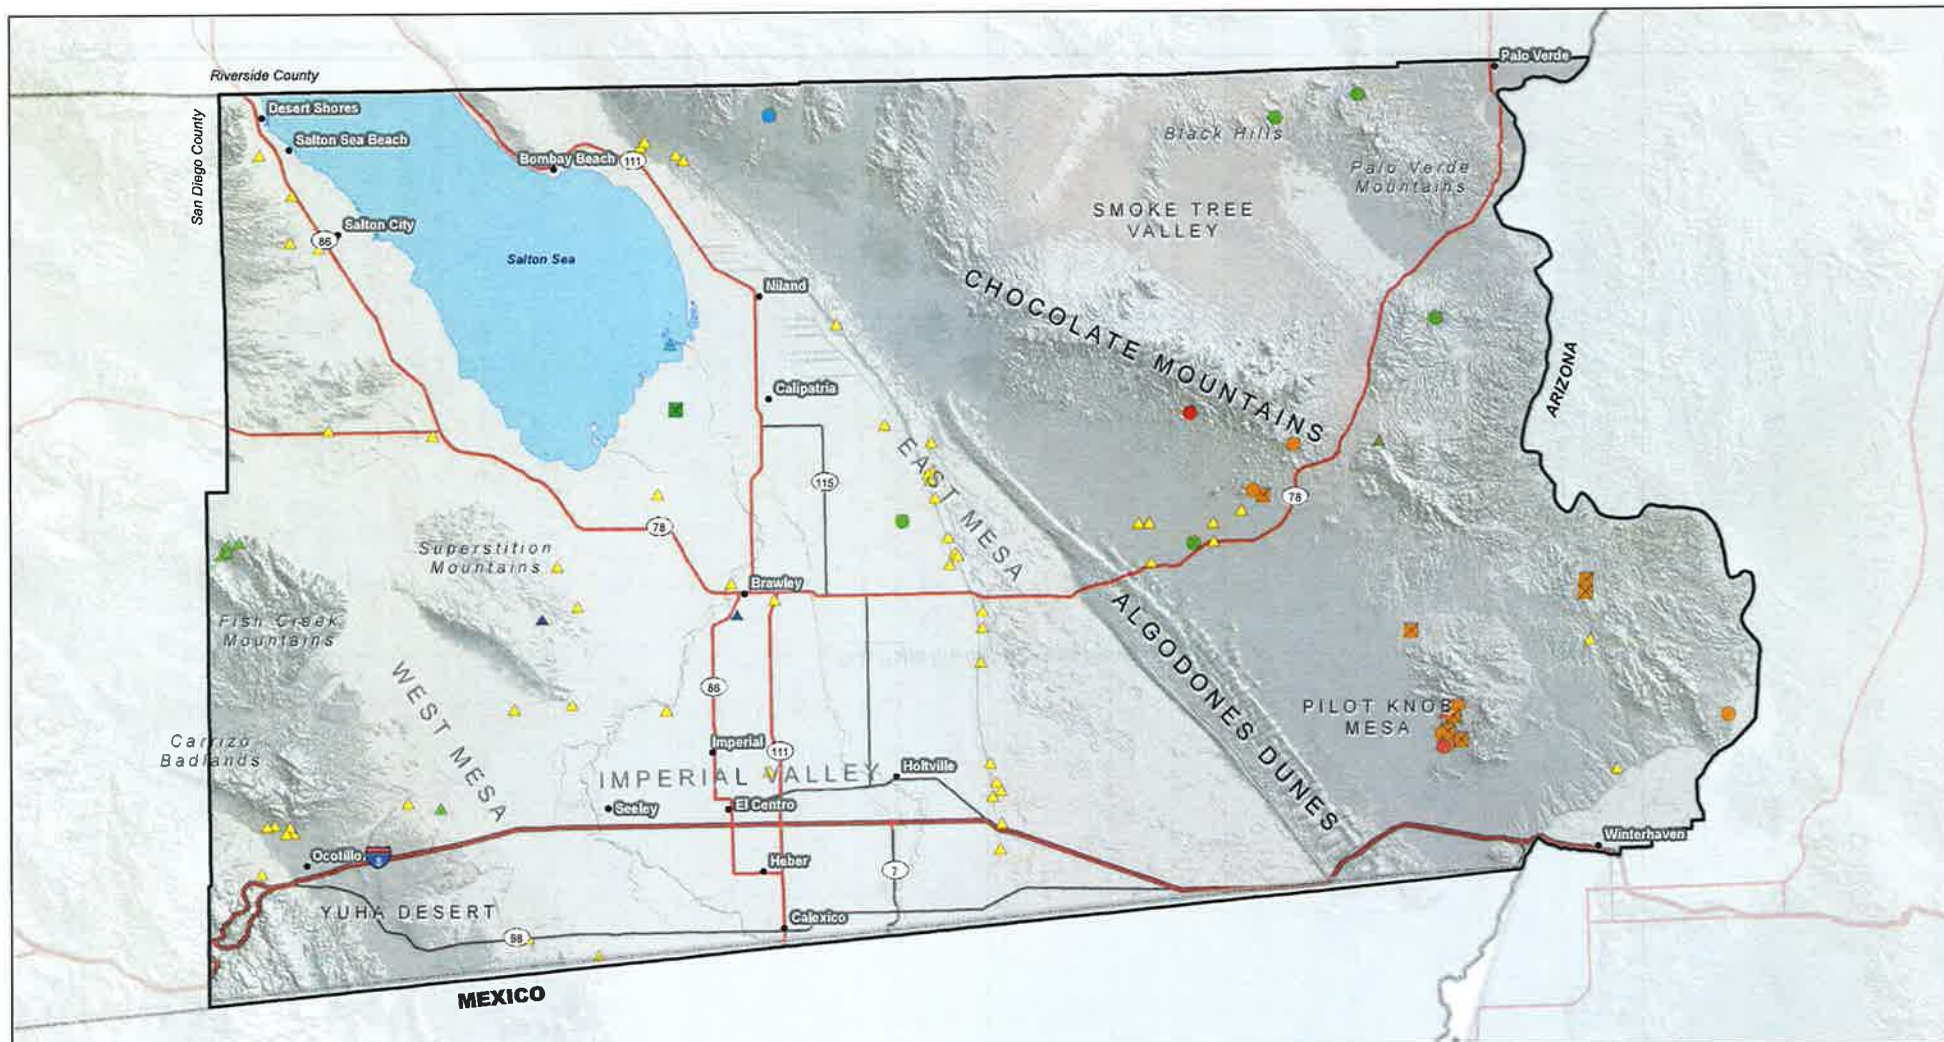 Palo Verde
Riverside County
Desert Shores
San Diego County
Salton Sea Beach
Black Hills
Bombay Beach
111
Palo Verde
Mountains
SMOKE TREE
VALLEY
Salton City
86
Salton Sea
Niland
CHOCOLATE MOUNTAINS
ARIZONA
Calipatria
EAST MESA
115
78
78
Superstition
Mountains
Brawley
ALGODONES DUNES
Fish Creek
Mountains
WEST MESA
86
PILOT KNOB
MESA
Carrizo
Badlands
Imperial
111
IMPERIAL VALLEY
Holtville
Seeley
El Centro
Winterhaven
Ocotillo
8
Heber
7
YUHA DESERT
Calexico
98
MEXICO